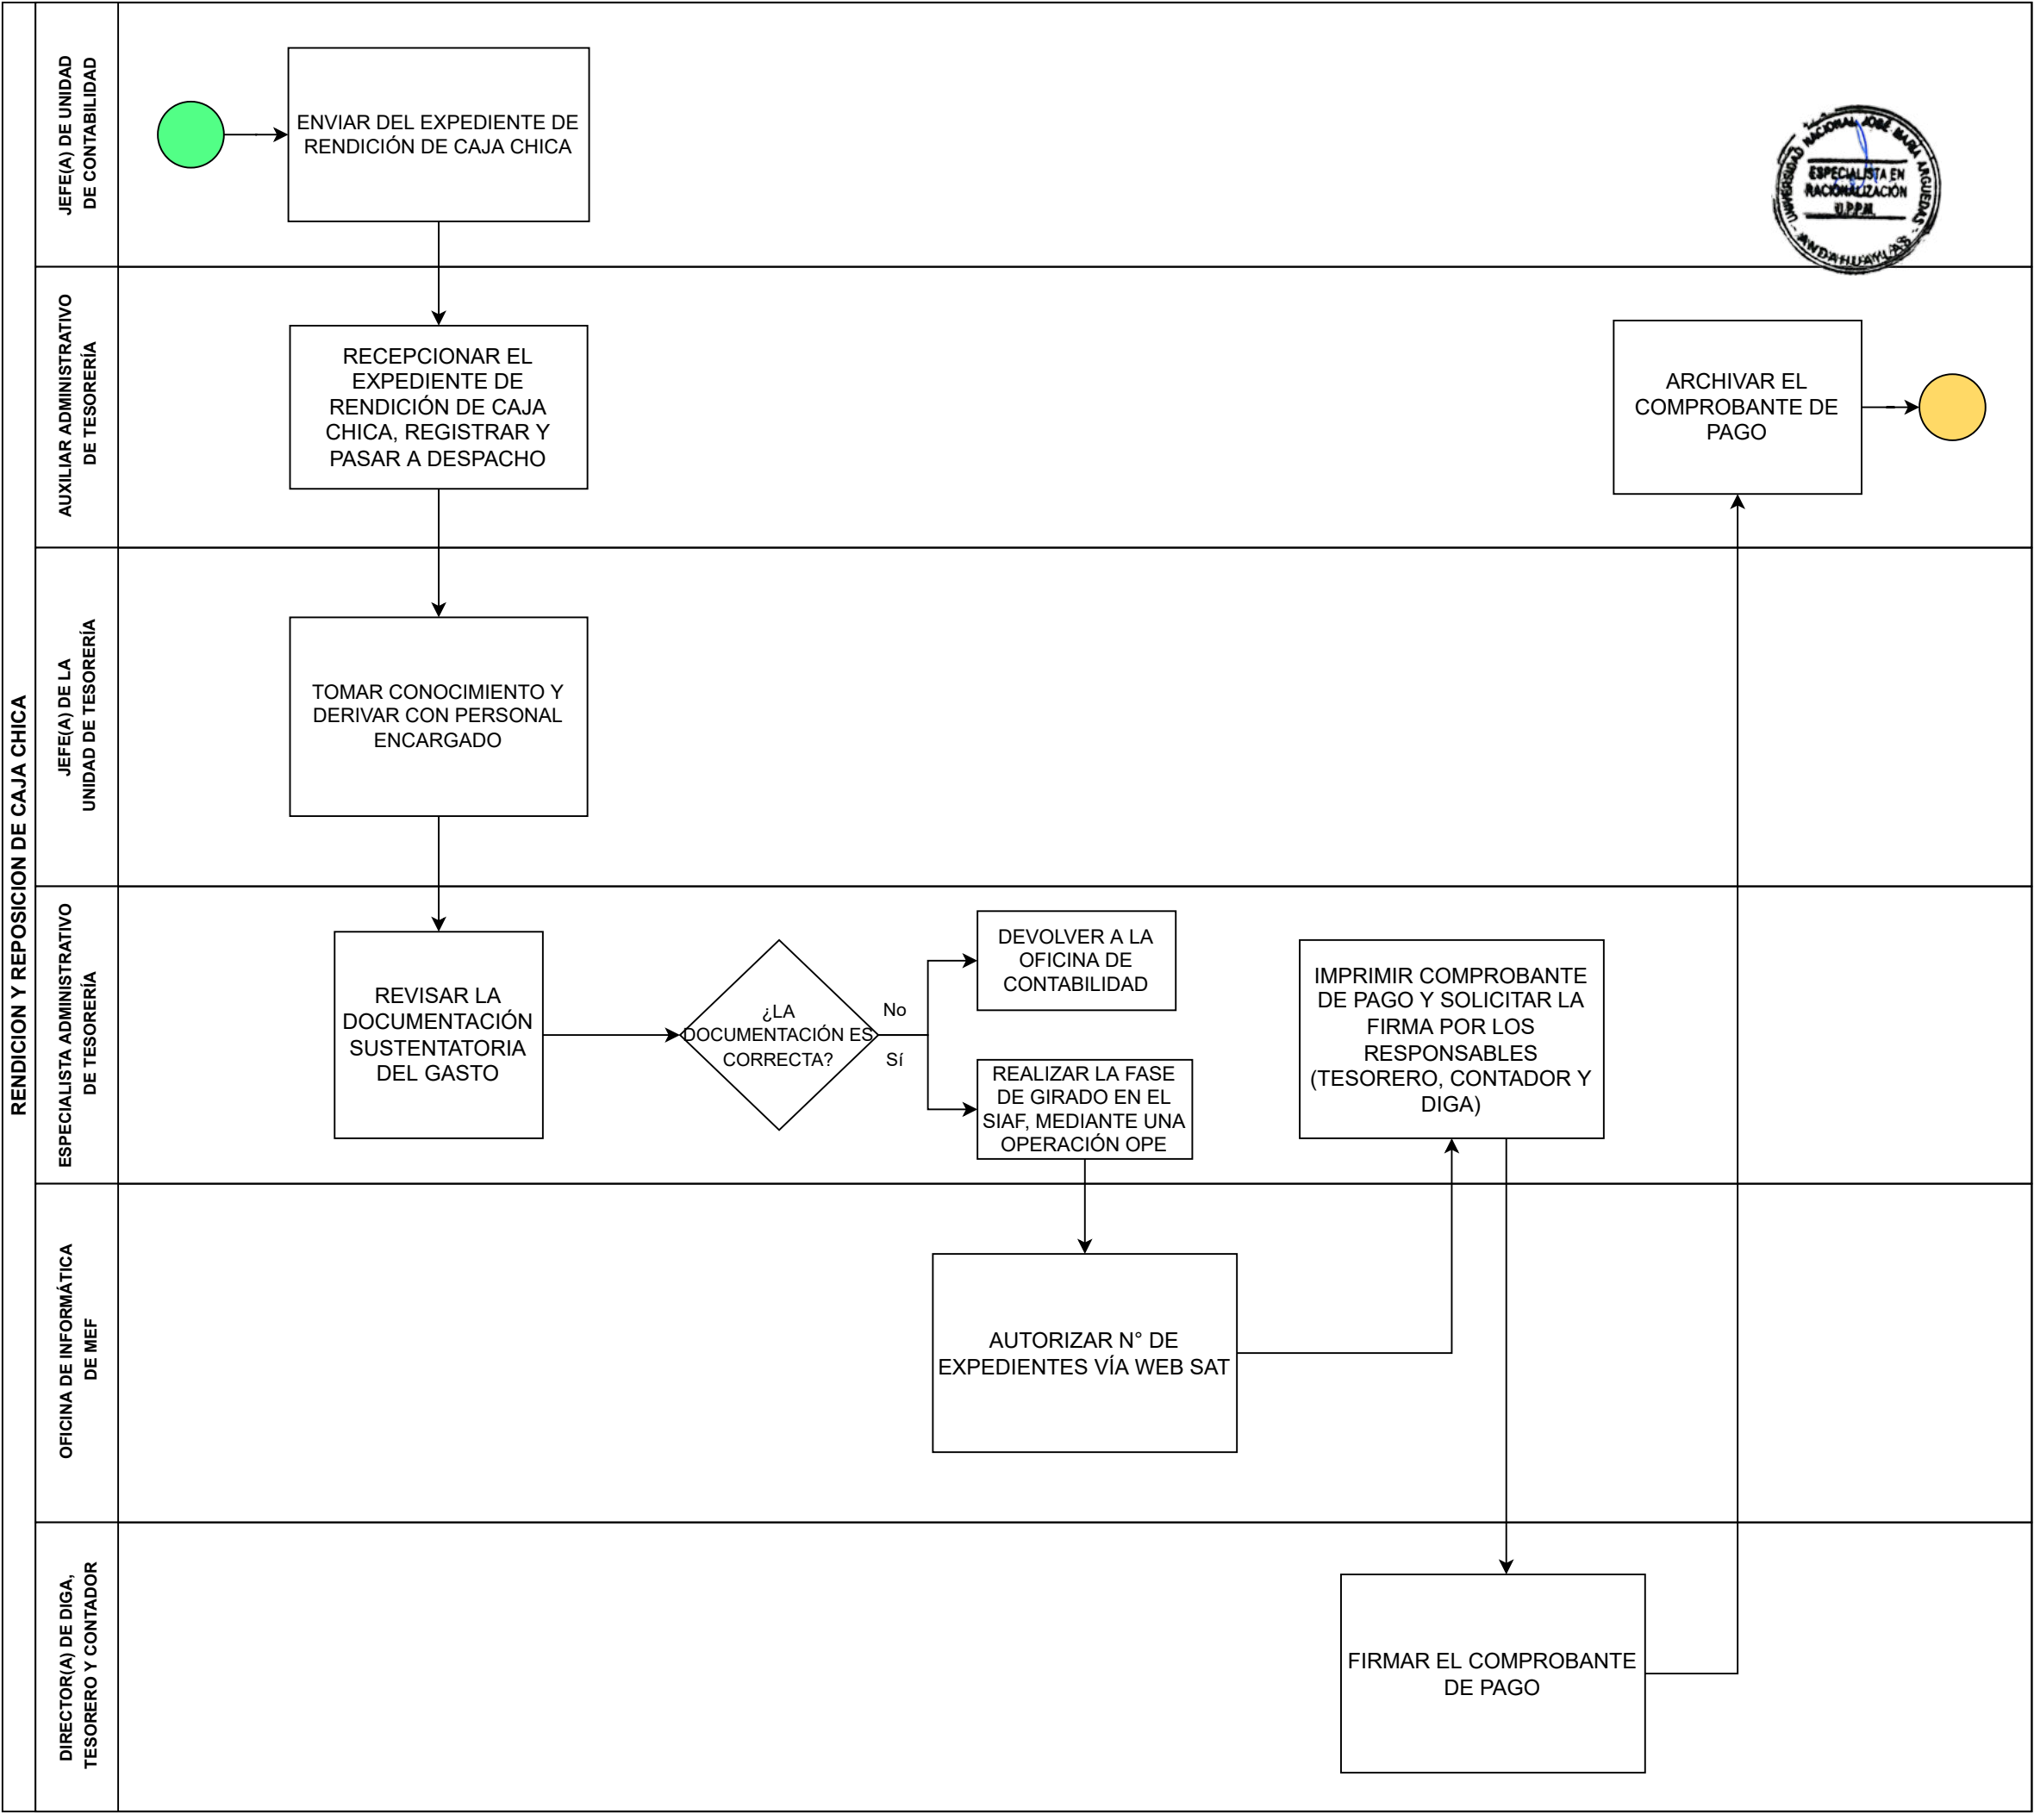 RENDICION Y REPOSICION DE CAJA CHICA
JEFE(A) DE UNIDAD
DE CONTABILIDAD
ENVIAR DEL EXPEDIENTE DE
RENDICIÓN DE CAJA CHICA
UNIVERSIDAD NACIONAL JOSÉ MARÍA ARGUEDAS
ESPECIALISTA EN
RACIONALIZACIÓN
U.P.P.M.
- ANDAHUAYLAS -
AUXILIAR ADMINISTRATIVO
DE TESORERÍA
RECEPCIONAR EL
EXPEDIENTE DE
RENDICIÓN DE CAJA
CHICA, REGISTRAR Y
PASAR A DESPACHO
ARCHIVAR EL
COMPROBANTE DE
PAGO
JEFE(A) DE LA
UNIDAD DE TESORERÍA
TOMAR CONOCIMIENTO Y
DERIVAR CON PERSONAL
ENCARGADO
ESPECIALISTA ADMINISTRATIVO
DE TESORERÍA
REVISAR LA
DOCUMENTACIÓN
SUSTENTATORIA
DEL GASTO
¿LA
DOCUMENTACIÓN ES
CORRECTA?
No
Sí
DEVOLVER A LA
OFICINA DE
CONTABILIDAD
REALIZAR LA FASE
DE GIRADO EN EL
SIAF, MEDIANTE UNA
OPERACIÓN OPE
IMPRIMIR COMPROBANTE
DE PAGO Y SOLICITAR LA
FIRMA POR LOS
RESPONSABLES
(TESORERO, CONTADOR Y
DIGA)
OFICINA DE INFORMÁTICA
DE MEF
AUTORIZAR N° DE
EXPEDIENTES VÍA WEB SAT
DIRECTOR(A) DE DIGA,
TESORERO Y CONTADOR
FIRMAR EL COMPROBANTE
DE PAGO